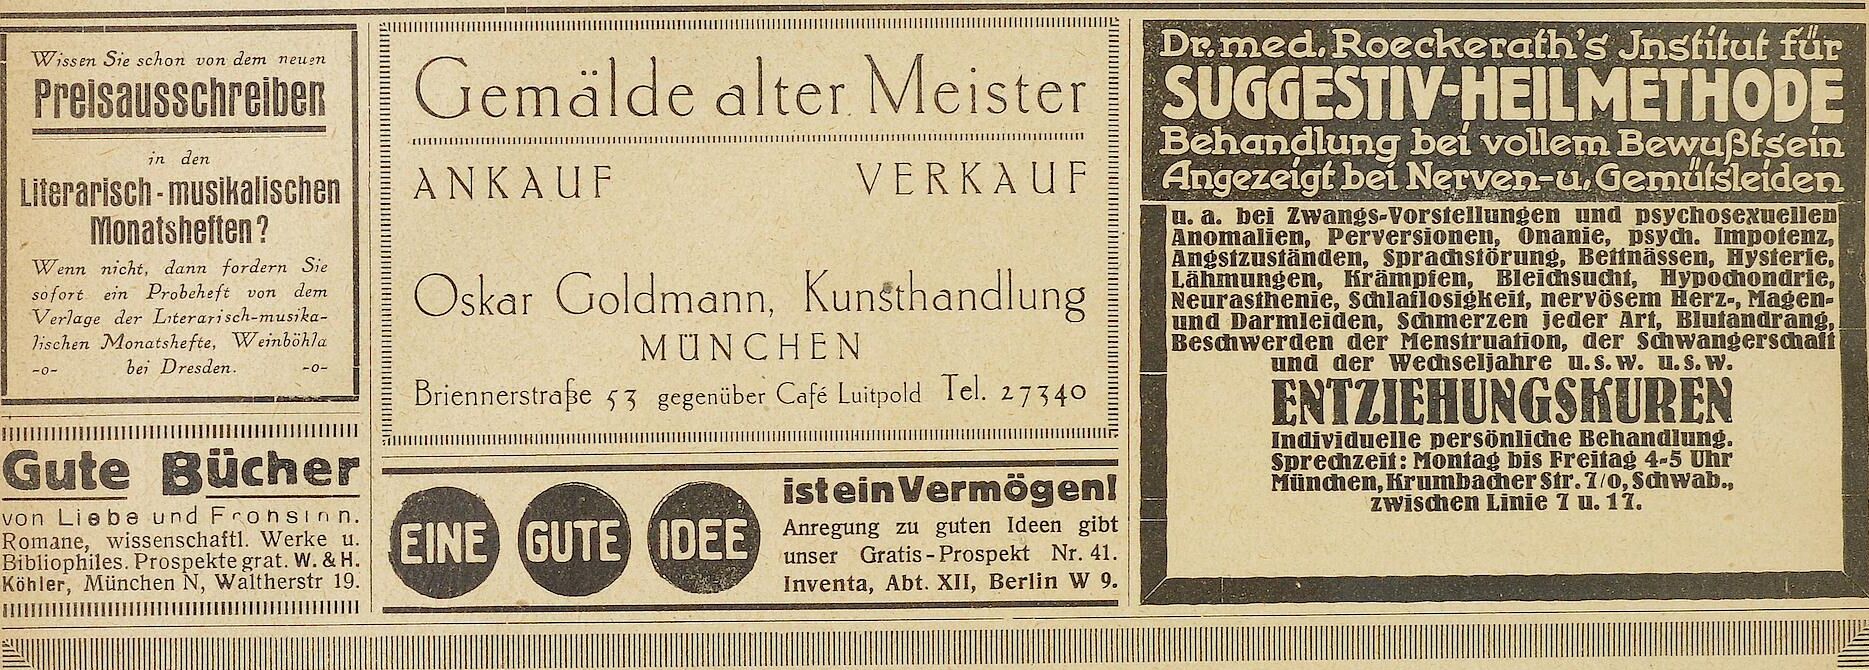 Wissen Sie schon von dem neuen
Preisausschreiben
in den
Literarisch-musikalischen
Monatsheften?
Wenn nicht, dann fordern Sie
sofort ein Probeheft von dem
Verlage der Literarisch-musika-
lischen Monatshefte, Weinböhla
-o- bei Dresden. -o-
Gute Bücher
von Liebe und Frohsinn.
Romane, wissenschaftl. Werke u.
Bibliophiles. Prospekte grat. W. & H.
Köhler, München N, Waltherstr 19.
Gemälde alter Meister
ANKAUF VERKAUF
Oskar Goldmann, Kunsthandlung
MÜNCHEN
Briennerstraße 53 gegenüber Café Luitpold Tel. 27340
EINE GUTE IDEE
ist ein Vermögen!
Anregung zu guten Ideen gibt
unser Gratis-Prospekt Nr. 41.
Inventa, Abt. XII, Berlin W 9.
Dr. med. Roeckerath's Jnstitut für
SUGGESTIV-HEILMETHODE
Behandlung bei vollem Bewußtsein
Angezeigt bei Nerven- u. Gemütsleiden
u. a. bei Zwangs-Vorstellungen und psychosexuellen
Anomalien, Perversionen, Onanie, psych. Impotenz,
Angstzuständen, Sprachstörung, Bettnässen, Hysterie,
Lähmungen, Krämpfen, Bleichsucht, Hypochondrie,
Neurasthenie, Schlaflosigkeit, nervösem Herz-, Magen-
und Darmleiden, Schmerzen jeder Art, Blutandrang,
Beschwerden der Menstruation, der Schwangerschaft
und der Wechseljahre u.s.w. u.s.w.
ENTZIEHUNGSKUREN
Individuelle persönliche Behandlung.
Sprechzeit: Montag bis Freitag 4-5 Uhr
München, Krumbacher Str. 7/0, Schwab.,
zwischen Linie 7 u. 17.